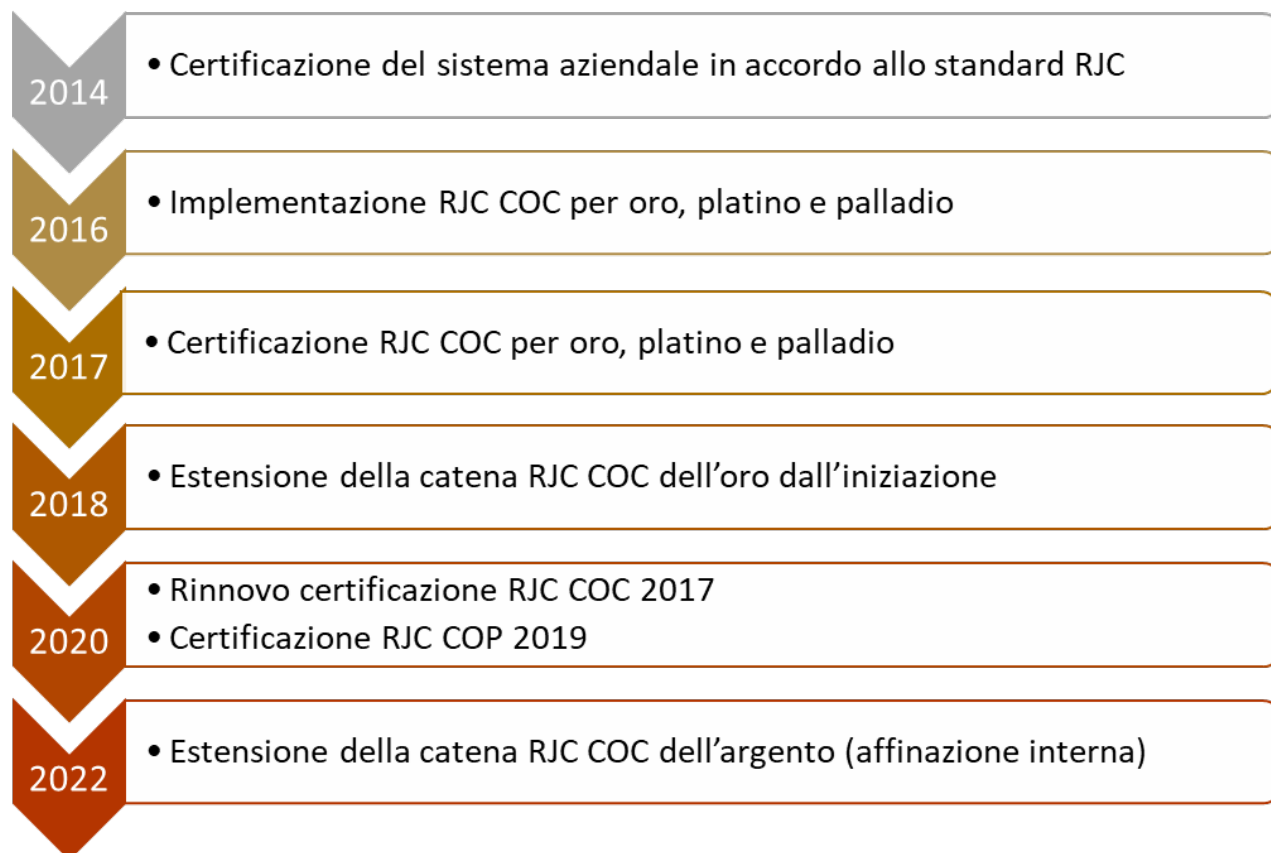 2014
• Certificazione del sistema aziendale in accordo allo standard RJC
2016
• Implementazione RJC COC per oro, platino e palladio
2017
• Certificazione RJC COC per oro, platino e palladio
2018
• Estensione della catena RJC COC dell’oro dall’iniziazione
2020
• Rinnovo certificazione RJC COC 2017
• Certificazione RJC COP 2019
2022
• Estensione della catena RJC COC dell’argento (affinazione interna)